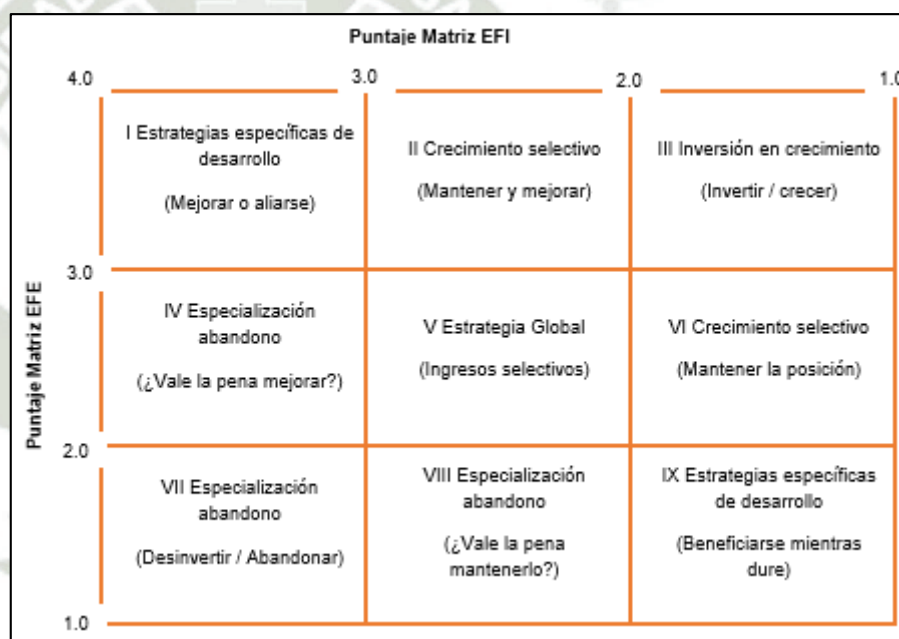 Puntaje Matriz EFI
4.0 3.0 2.0 1.0
I Estrategias específicas de
desarrollo
(Mejorar o aliarse)
II Crecimiento selectivo
(Mantener y mejorar)
III Inversión en crecimiento
(Invertir / crecer)
Puntaje Matriz EFE
3.0
IV Especialización
abandono
(¿Vale la pena mejorar?)
V Estrategia Global
(Ingresos selectivos)
VI Crecimiento selectivo
(Mantener la posición)
2.0
VII Especialización
abandono
(Desinvertir / Abandonar)
VIII Especialización
abandono
(¿Vale la pena
mantenerlo?)
IX Estrategias específicas
de desarrollo
(Beneficiarse mientras
dure)
1.0